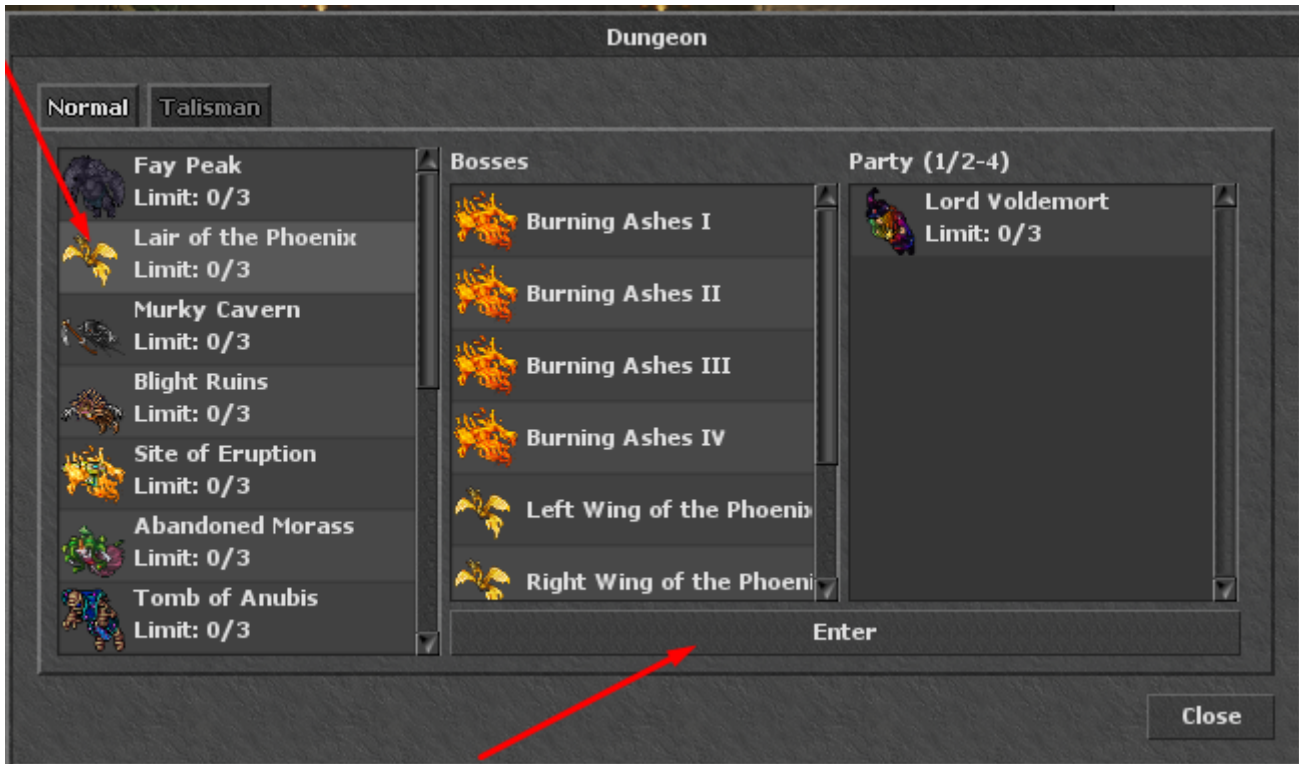 Dungeon
Normal
Talisman
Fay Peak
Limit: 0/3
Lair of the Phoenix
Limit: 0/3
Murky Cavern
Limit: 0/3
Blight Ruins
Limit: 0/3
Site of Eruption
Limit: 0/3
Abandoned Morass
Limit: 0/3
Tomb of Anubis
Limit: 0/3
Bosses
Burning Ashes I
Burning Ashes II
Burning Ashes III
Burning Ashes IV
Left Wing of the Phoenix
Right Wing of the Phoeni
Party (1/2-4)
Lord Voldemort
Limit: 0/3
Enter
Close